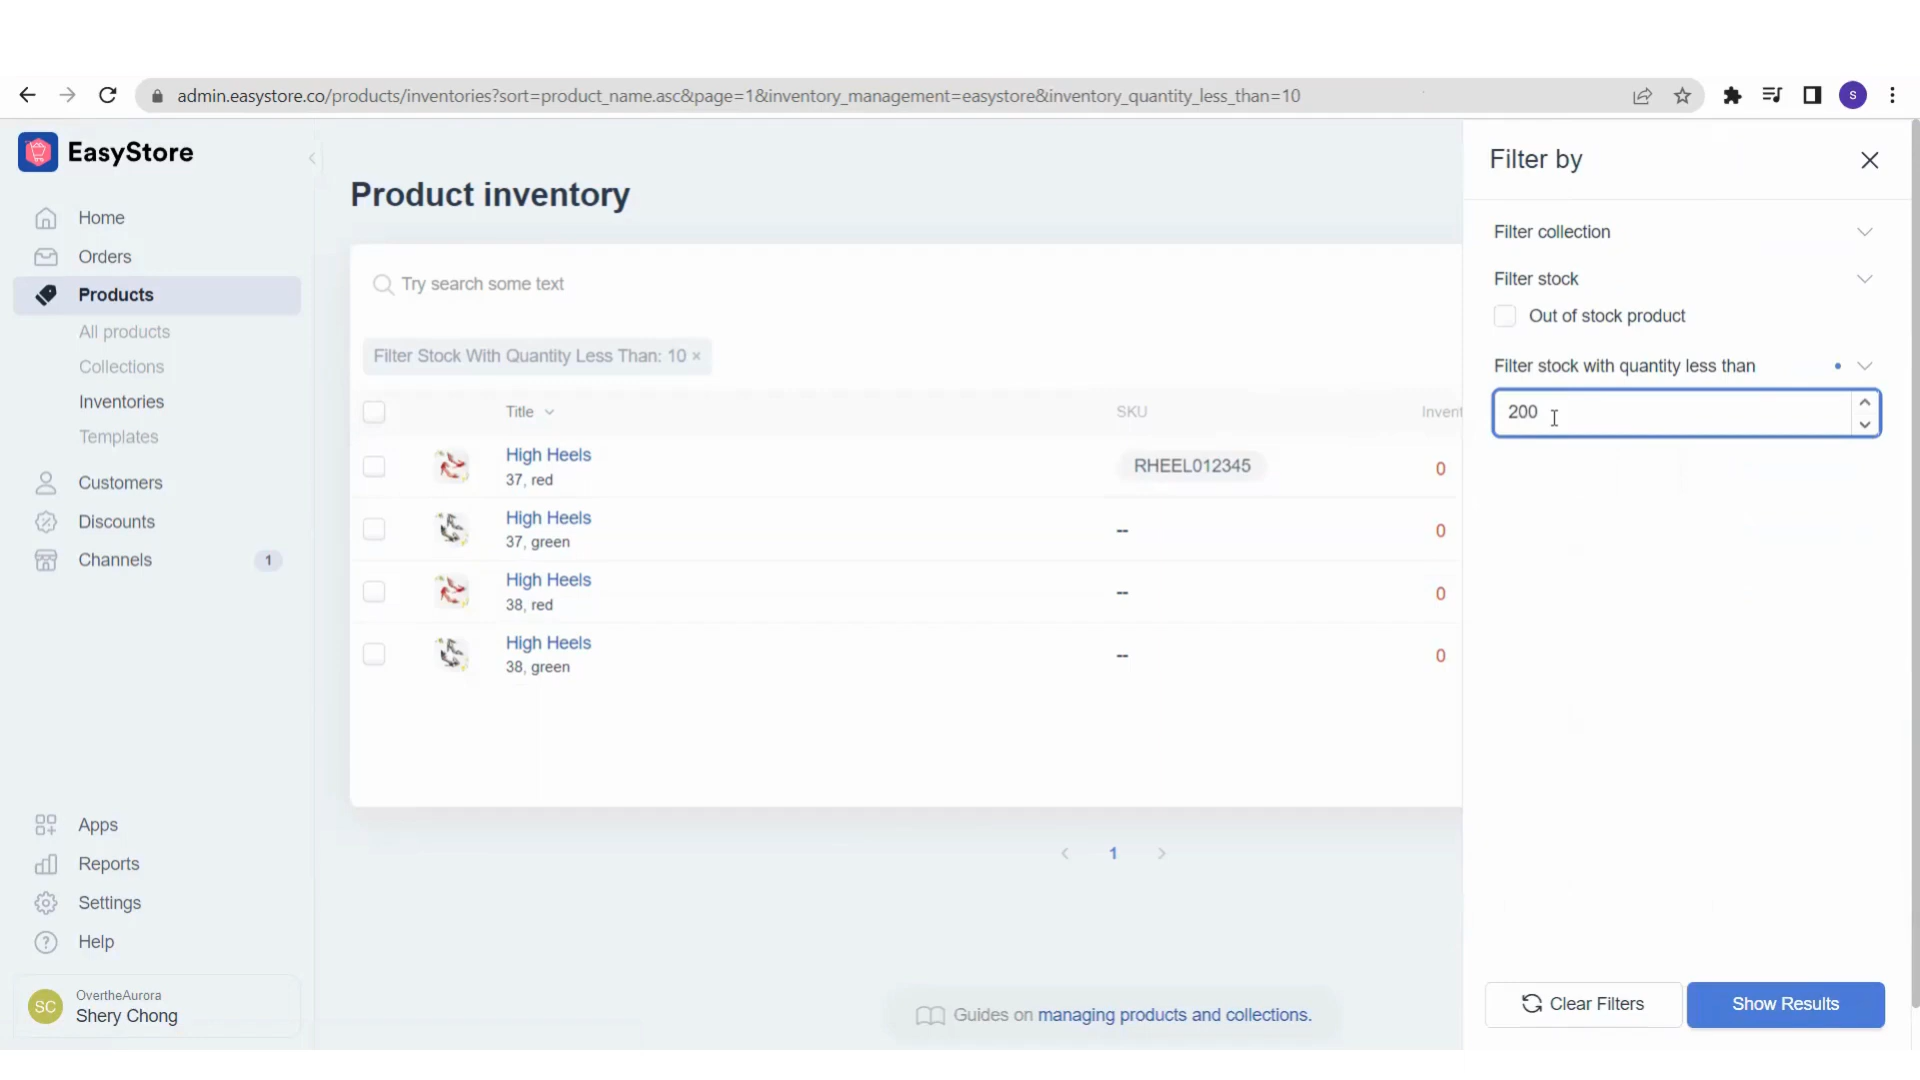 admin.easystore.co/products/inventories?sort=product_name.asc&page=1&inventory_management=easystore&inventory_quantity_less_than=10
S
EasyStore
Home
Orders
Products
All products
Collections
Inventories
Templates
Customers
Discounts
Channels 1
Apps
Reports
Settings
Help
SC
OvertheAurora
Shery Chong
Product inventory
Try search some text
Filter Stock With Quantity Less Than: 10 ×
Title SKU Invent
High Heels
37, red
RHEEL012345 0
High Heels
37, green
-- 0
High Heels
38, red
-- 0
High Heels
38, green
-- 0
1
Guides on managing products and collections.
Filter by
Filter collection
Filter stock
Out of stock product
Filter stock with quantity less than
200
Clear Filters
Show Results